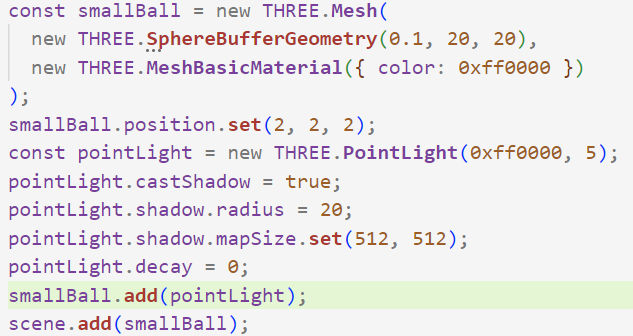 const smallBall = new THREE.Mesh(
  new THREE.SphereBufferGeometry(0.1, 20, 20),
  new THREE.MeshBasicMaterial({ color: 0xff0000 })
);
smallBall.position.set(2, 2, 2);
const pointLight = new THREE.PointLight(0xff0000, 5);
pointLight.castShadow = true;
pointLight.shadow.radius = 20;
pointLight.shadow.mapSize.set(512, 512);
pointLight.decay = 0;
smallBall.add(pointLight);
scene.add(smallBall);